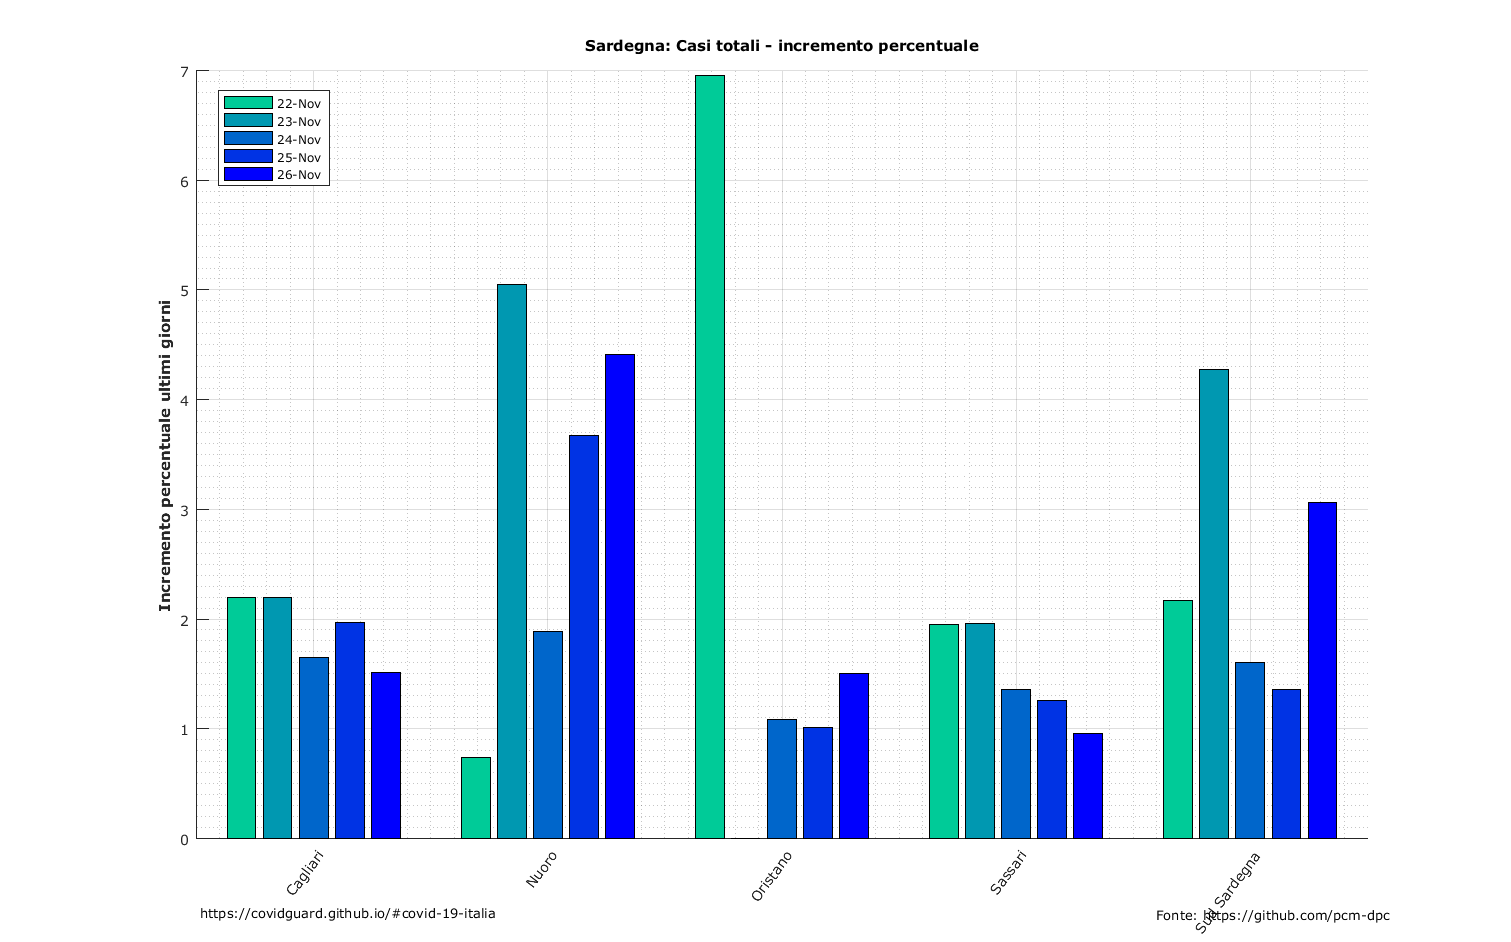 Sardegna: Casi totali - incremento percentuale
7
6
5
4
3
2
1
0
Incremento percentuale ultimi giorni
22-Nov
23-Nov
24-Nov
25-Nov
26-Nov
Cagliari
Nuoro
Oristano
Sassari
Sud Sardegna
https://covidguard.github.io/#covid-19-italia
Fonte: https://github.com/pcm-dpc